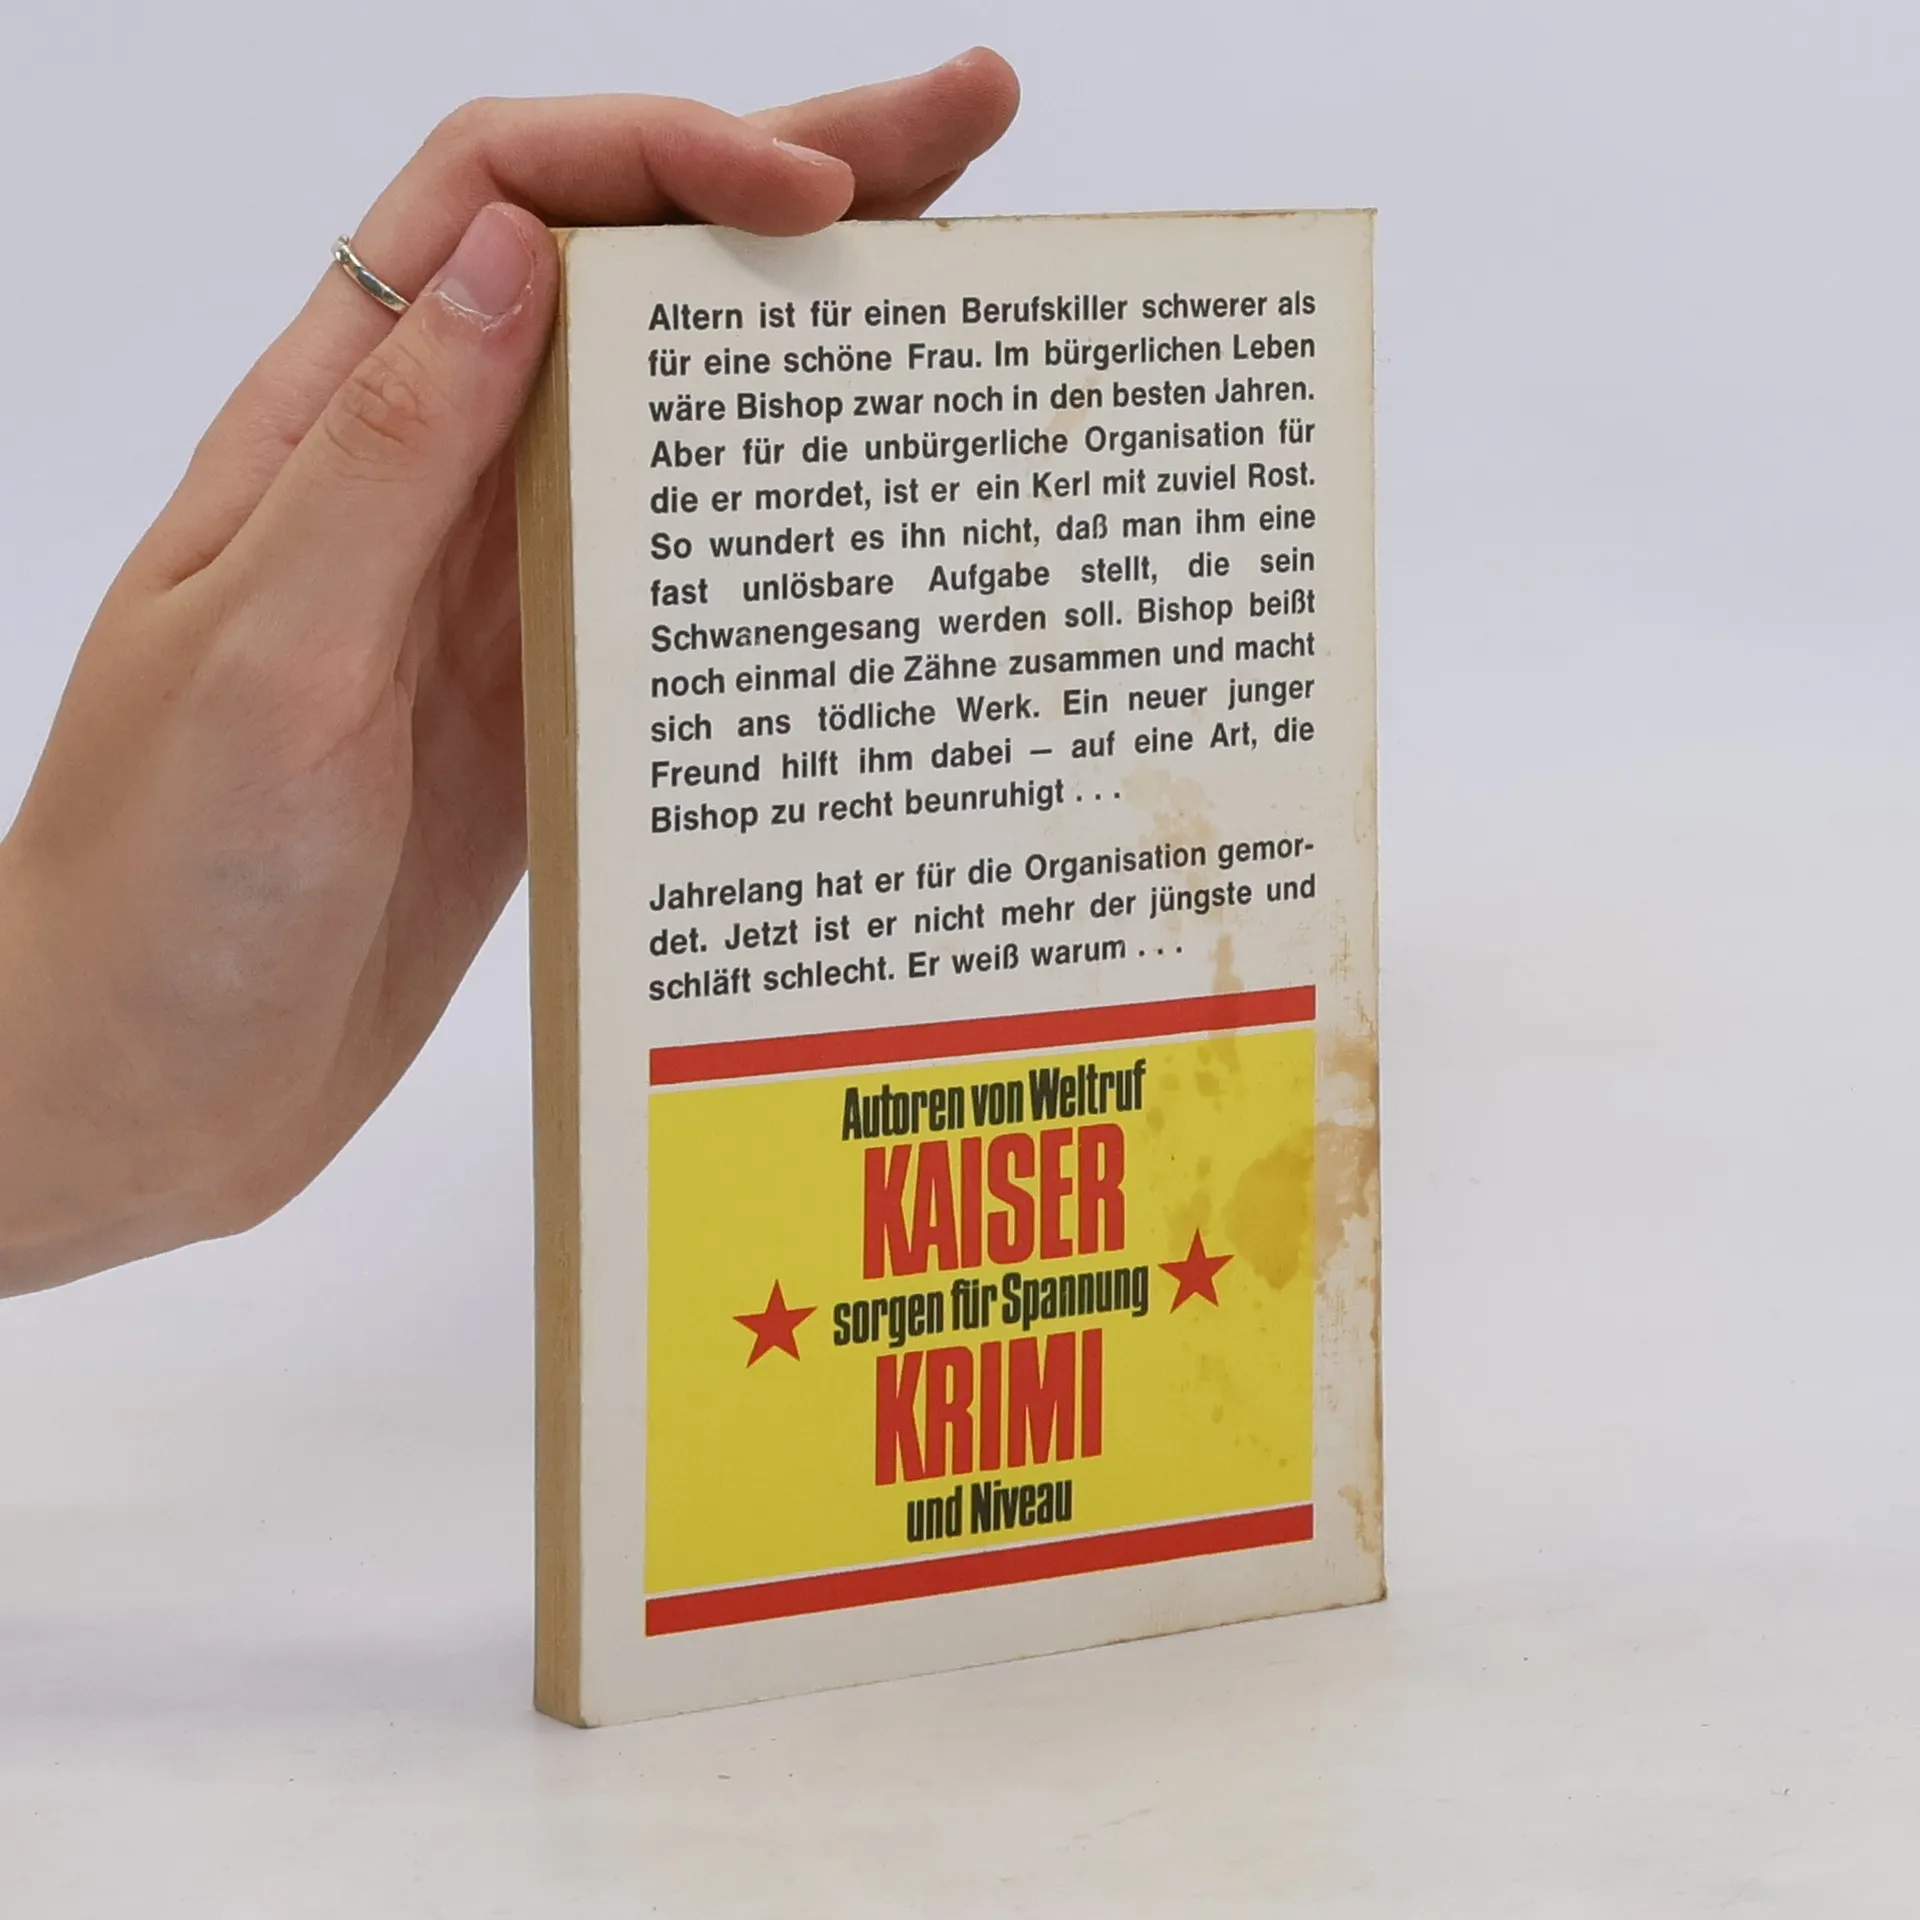 Altern ist für einen Berufskiller schwerer als
für eine schöne Frau. Im bürgerlichen Leben
wäre Bishop zwar noch in den besten Jahren.
Aber für die unbürgerliche Organisation für
die er mordet, ist er ein Kerl mit zuviel Rost.
So wundert es ihn nicht, daß man ihm eine
fast unlösbare Aufgabe stellt, die sein
Schwanengesang werden soll. Bishop beißt
noch einmal die Zähne zusammen und macht
sich ans tödliche Werk. Ein neuer junger
Freund hilft ihm dabei – auf eine Art, die
Bishop zu recht beunruhigt . . .
Jahrelang hat er für die Organisation gemor-
det. Jetzt ist er nicht mehr der jüngste und
schläft schlecht. Er weiß warum . . .
Autoren von Weltruf
KAISER
sorgen für Spannung
KRIMI
und Niveau